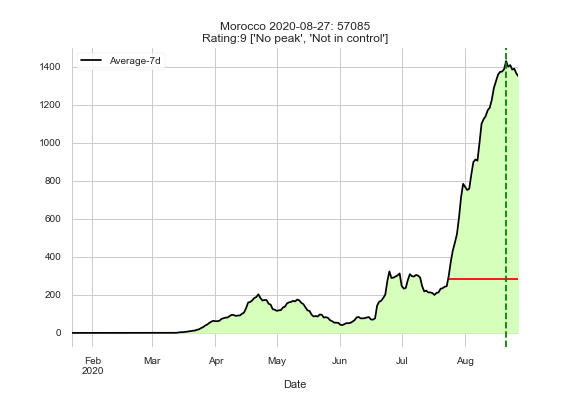 Morocco 2020-08-27: 57085
Rating:9 ['No peak', 'Not in control']
Average-7d
1400
1200
1000
800
600
400
200
0
Feb Mar Apr May Jun Jul Aug
2020
Date